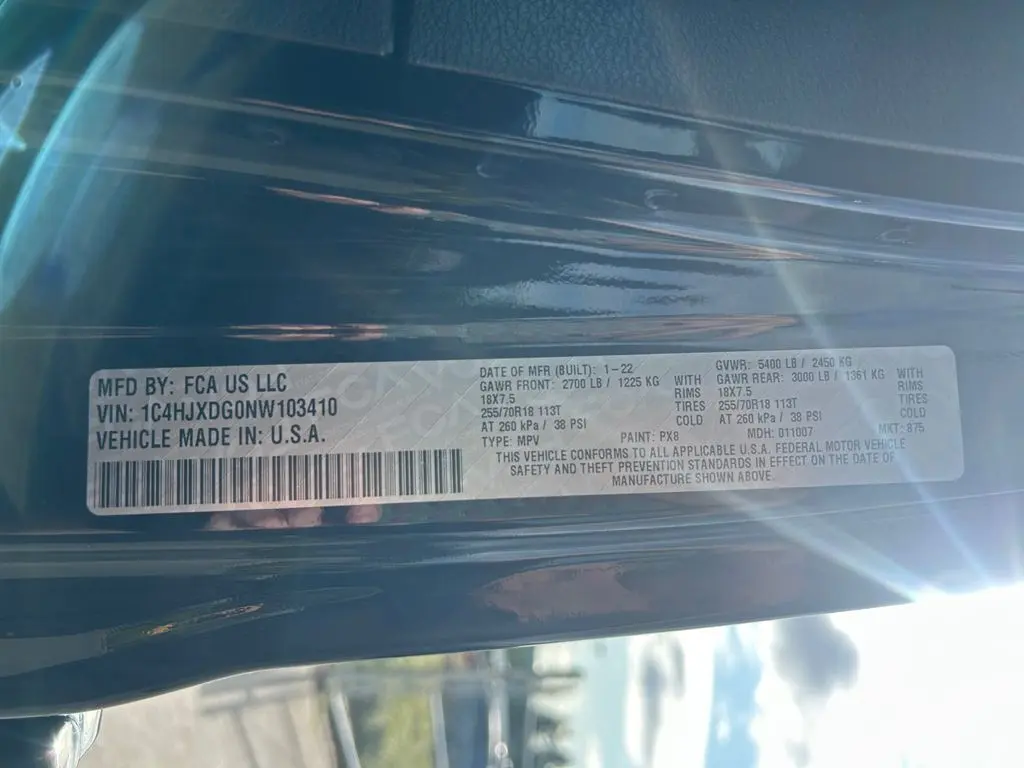 MFD BY: FCA US LLC
VIN: 1C4HJXDG0NW103410
VEHICLE MADE IN: U.S.A.
DATE OF MFR (BUILT): 1-22
GAWR FRONT: 2700 LB / 1225 KG WITH
18X7.5 RIMS
255/70R18 113T TIRES
AT 260 kPa / 38 PSI COLD
GVWR: 5400 LB / 2450 KG
GAWR REAR: 3000 LB / 1361 KG WITH
18X7.5 RIMS
255/70R18 113T TIRES
AT 260 kPa / 38 PSI COLD
TYPE: MPV PAINT: PX8 MDH: 011007 MKT: 875
THIS VEHICLE CONFORMS TO ALL APPLICABLE U.S.A. FEDERAL MOTOR VEHICLE
SAFETY AND THEFT PREVENTION STANDARDS IN EFFECT ON THE DATE OF
MANUFACTURE SHOWN ABOVE.